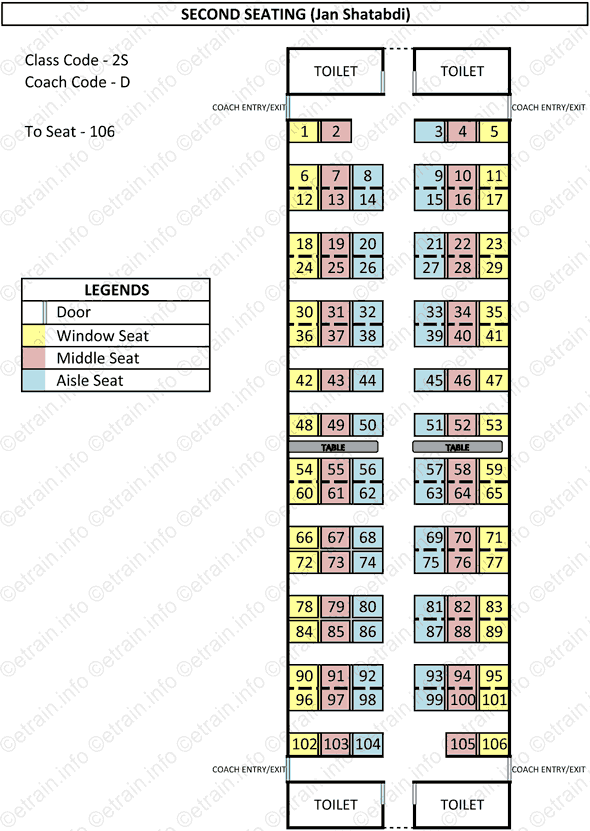 SECOND SEATING (Jan Shatabdi)
Class Code - 2S
Coach Code - D
To Seat - 106
TOILET TOILET
COACH ENTRY/EXIT COACH ENTRY/EXIT
1 2 3 4 5
6 7 8 9 10 11
12 13 14 15 16 17
18 19 20 21 22 23
24 25 26 27 28 29
LEGENDS
Door
Window Seat
Middle Seat
Aisle Seat
30 31 32 33 34 35
36 37 38 39 40 41
42 43 44 45 46 47
48 49 50 51 52 53
TABLE TABLE
54 55 56 57 58 59
60 61 62 63 64 65
66 67 68 69 70 71
72 73 74 75 76 77
78 79 80 81 82 83
84 85 86 87 88 89
90 91 92 93 94 95
96 97 98 99 100 101
102 103 104 105 106
COACH ENTRY/EXIT COACH ENTRY/EXIT
TOILET TOILET
©etrain.info